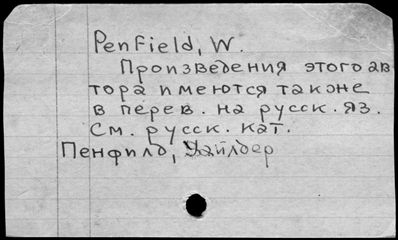 Penfield, W.
Произведения этого ав
тора имеются также
в перев. на русск. яз.
См. русск. кат.
Пенфилд, Уайлдер